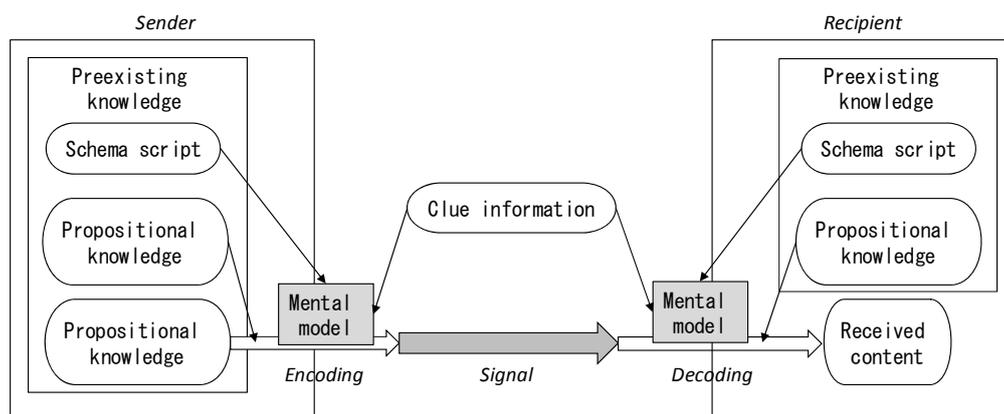 Sender
Recipient
Preexisting
knowledge
Schema script
Propositional
knowledge
Propositional
knowledge
Mental
model
Encoding
Clue information
Signal
Preexisting
knowledge
Schema script
Propositional
knowledge
Mental
model
Decoding
Received
content